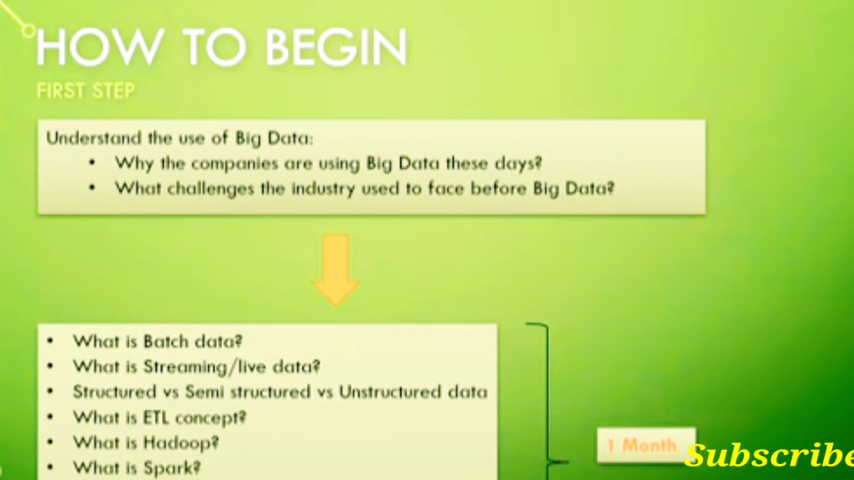 HOW TO BEGIN
FIRST STEP
Understand the use of Big Data:
• Why the companies are using Big Data these days?
• What challenges the industry used to face before Big Data?
• What is Batch data?
• What is Streaming/live data?
• Structured vs Semi structured vs Unstructured data
• What is ETL concept?
• What is Hadoop?
• What is Spark?
1 Month
Subscribe